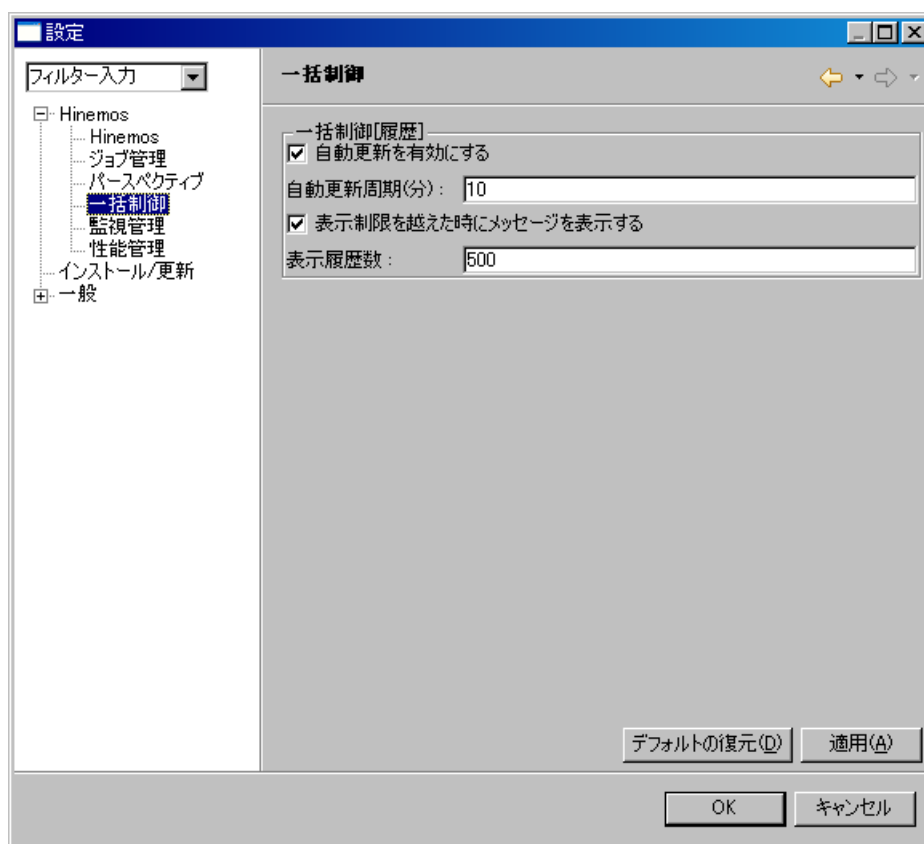 設定
フィルター入力
一括制御
Hinemos
Hinemos
ジョブ管理
パースペクティブ
一括制御
監視管理
性能管理
インストール/更新
一般
一括制御[履歴]
自動更新を有効にする
自動更新周期(分) : 10
表示制限を越えた時にメッセージを表示する
表示履歴数 : 500
デフォルトの復元(D) 適用(A)
OK キャンセル